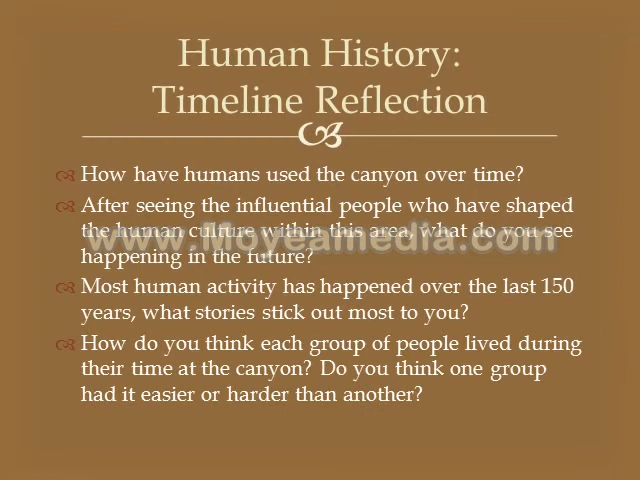 Human History:
Timeline Reflection
How have humans used the canyon over time?
After seeing the influential people who have shaped
the human culture within this area, what do you see
happening in the future?
www.Moyeamedia.com
Most human activity has happened over the last 150
years, what stories stick out most to you?
How do you think each group of people lived during
their time at the canyon? Do you think one group
had it easier or harder than another?